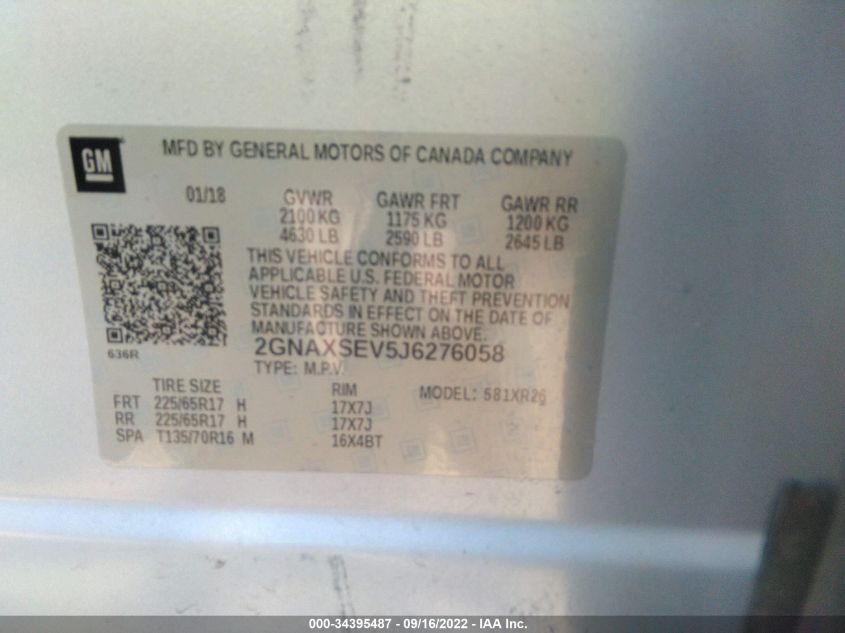 GM
MFD BY GENERAL MOTORS OF CANADA COMPANY
01/18 GVWR GAWR FRT GAWR RR
2100 KG 1175 KG 1200 KG
4630 LB 2590 LB 2645 LB
THIS VEHICLE CONFORMS TO ALL
APPLICABLE U.S. FEDERAL MOTOR
VEHICLE SAFETY AND THEFT PREVENTION
STANDARDS IN EFFECT ON THE DATE OF
MANUFACTURE SHOWN ABOVE.
636R
2GNAXSEV5J6276058
TYPE: M.P.V.
TIRE SIZE RIM MODEL: 581XR26
FRT 225/65R17 H 17X7J
RR 225/65R17 H 17X7J
SPA T135/70R16 M 16X4BT
000-34395487 - 09/16/2022 - IAA Inc.